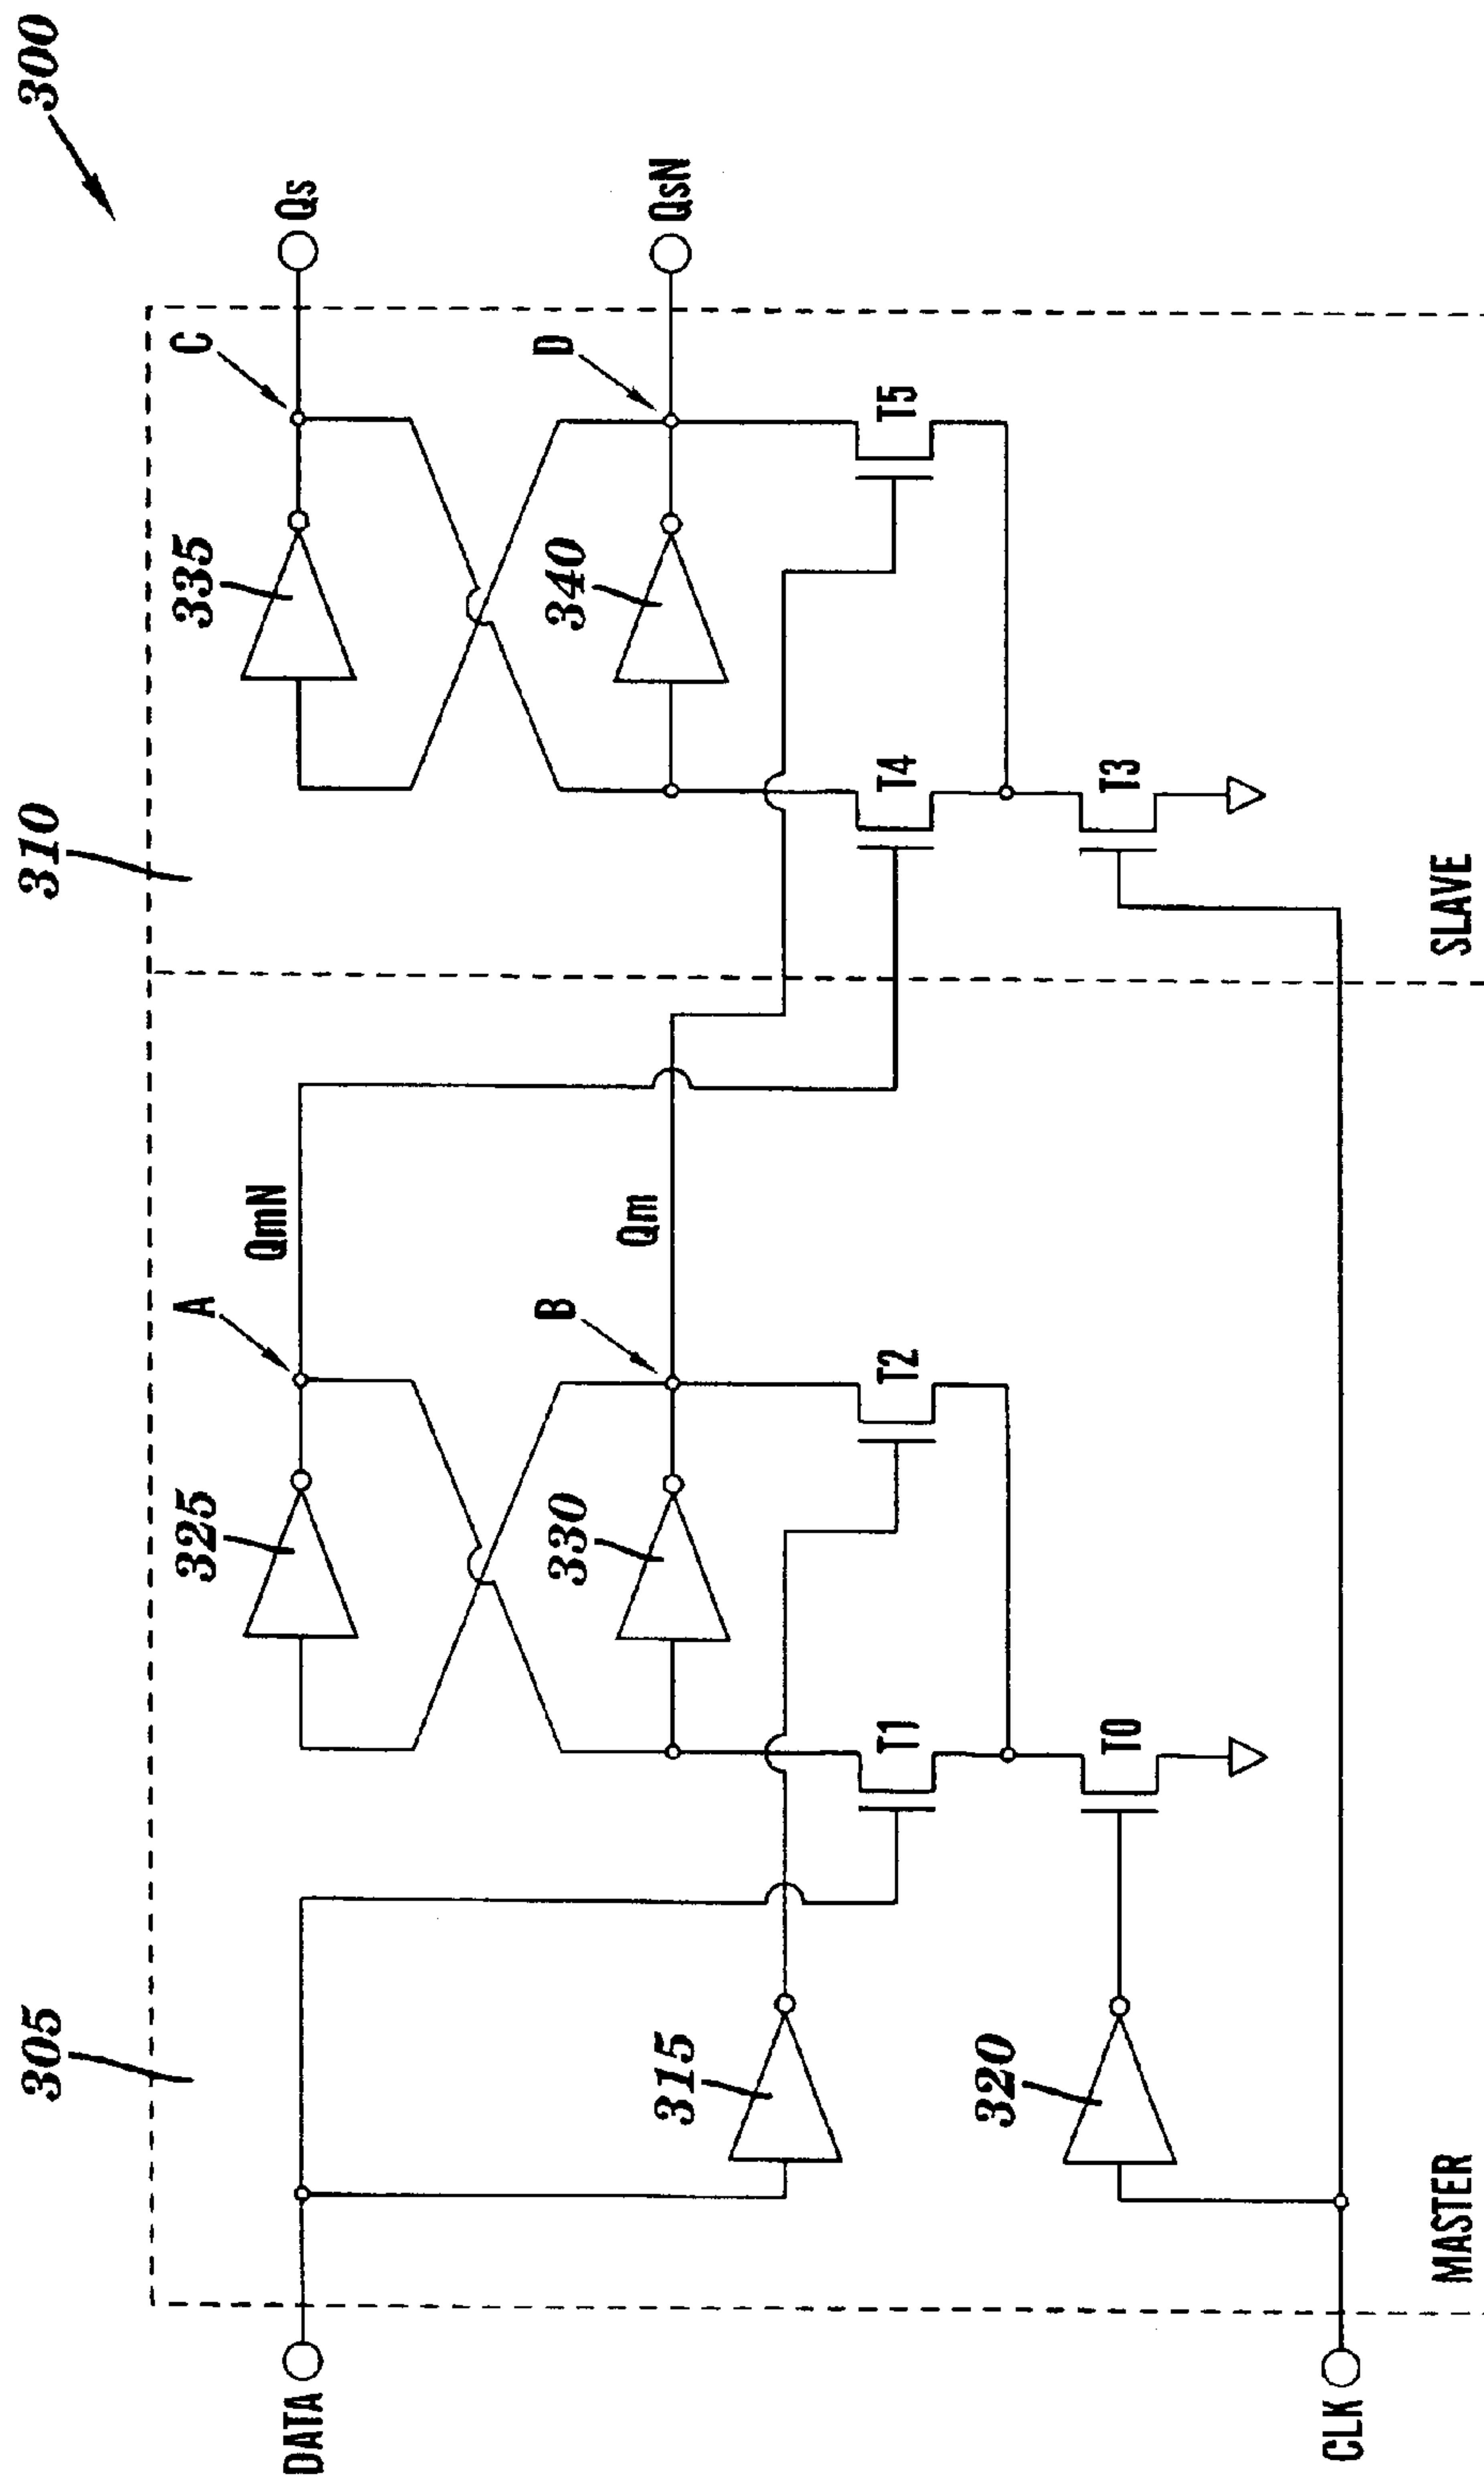 300
305
310
DATA
CLK
315
320
325
330
A
B
QmN
Qm
T1
T2
T0
335
340
C
D
T4
T5
T3
Qs
QsN
MASTER
SLAVE